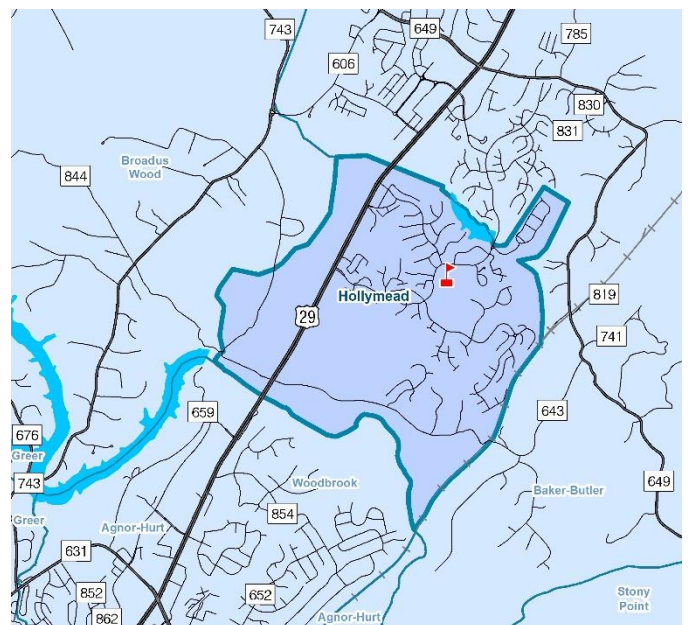 743
649
785
606
830
831
Broadus
Wood
844
Hollymead
29
819
741
659
643
676
Greer
743
Greer
Woodbrook
Baker-Butler
649
854
Agnor-Hurt
631
852
652
862
Agnor-Hurt
Stony
Point